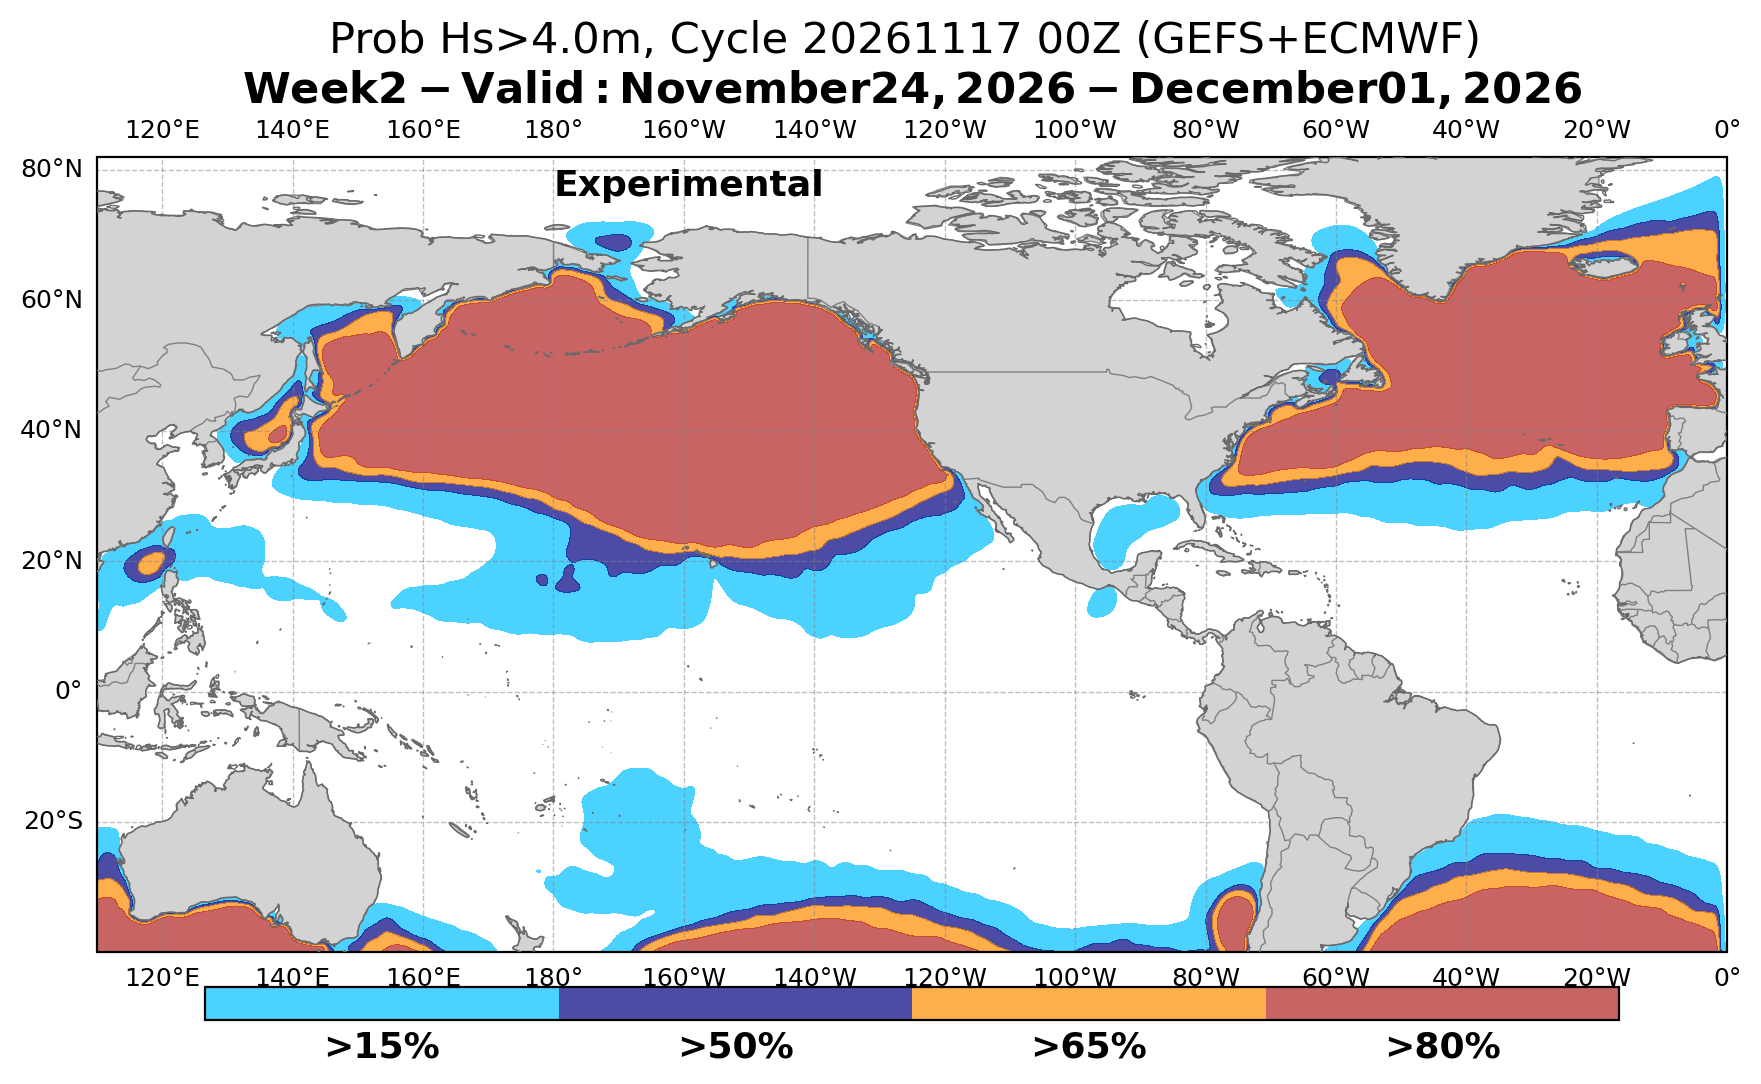 Prob Hs>4.0m, Cycle 20261117 00Z (GEFS+ECMWF)
Week2 – Valid : November24, 2026 – December01, 2026
120°E 140°E 160°E 180° 160°W 140°W 120°W 100°W 80°W 60°W 40°W 20°W 0°
80°N
Experimental
60°N
40°N
20°N
0°
20°S
120°E 140°E 160°E 180° 160°W 140°W 120°W 100°W 80°W 60°W 40°W 20°W 0°
>15% >50% >65% >80%